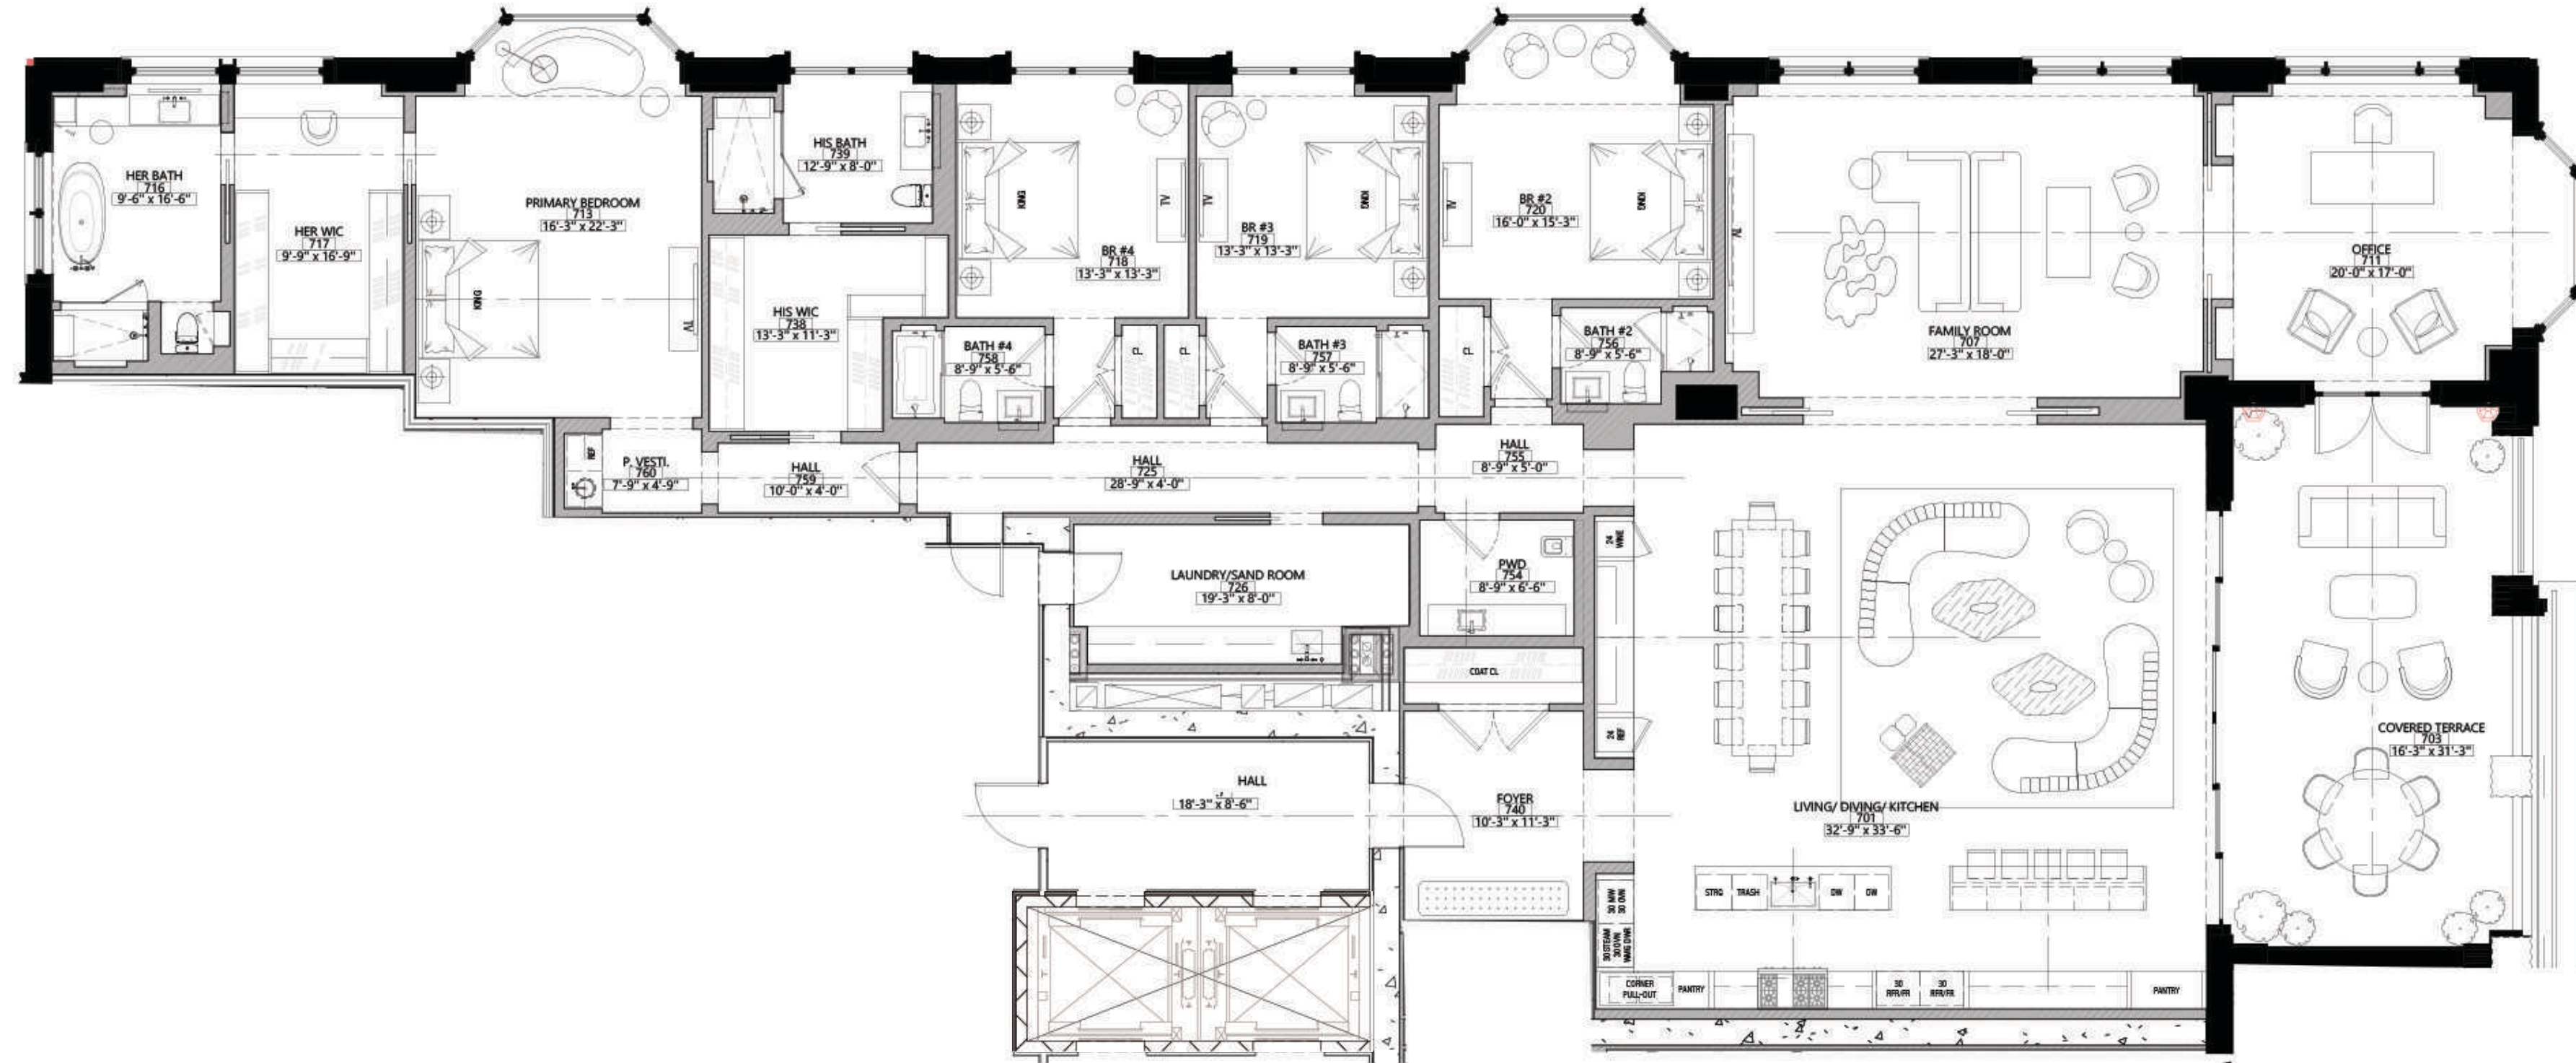 HER BATH
716
9'-6" x 16'-6"
HER WIC
717
9'-9" x 16'-9"
PRIMARY BEDROOM
713
16'-3" x 22'-3"
KING
TV
HIS BATH
739
12'-9" x 8'-0"
HIS WIC
738
13'-3" x 11'-3"
KING
TV
BR #4
718
13'-3" x 13'-3"
TV
BR #3
719
13'-3" x 13'-3"
KING
TV
BR #2
720
16'-0" x 15'-3"
KING
TV
FAMILY ROOM
707
27'-3" x 18'-0"
OFFICE
711
20'-0" x 17'-0"
BATH #4
758
8'-9" x 5'-6"
CL
CL
BATH #3
757
8'-9" x 5'-6"
CL
BATH #2
756
8'-9" x 5'-6"
REF
P. VESTI.
760
7'-9" x 4'-9"
HALL
759
10'-0" x 4'-0"
HALL
725
28'-9" x 4'-0"
HALL
755
8'-9" x 5'-0"
LAUNDRY/SAND ROOM
726
19'-3" x 8'-0"
PWD
754
8'-9" x 6'-6"
24
WINE
COAT CL
24
REF
HALL
18'-3" x 8'-6"
FOYER
740
10'-3" x 11'-3"
LIVING/ DIVING/ KITCHEN
701
32'-9" x 33'-6"
COVERED TERRACE
703
16'-3" x 31'-3"
STRG
TRASH
DW
DW
30 MW
30 OVN
30 STEAM
30 OVN
WMG DWR
CORNER
PULL-OUT
PANTRY
30
RFR/FR
30
RFR/FR
PANTRY